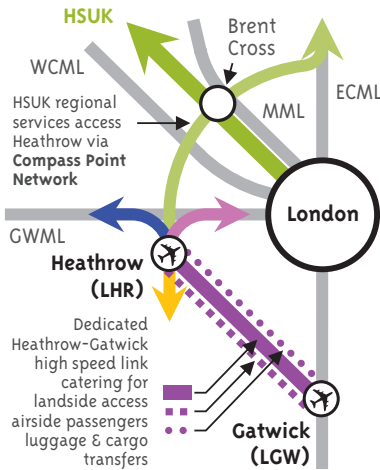 HSUK
Brent
Cross
WCML
ECML
MML
HSUK regional
services access
Heathrow via
Compass Point
Network
London
GWML
Heathrow
(LHR)
Dedicated
Heathrow-Gatwick
high speed link
catering for
landside access
airside passengers
luggage & cargo
transfers
Gatwick
(LGW)